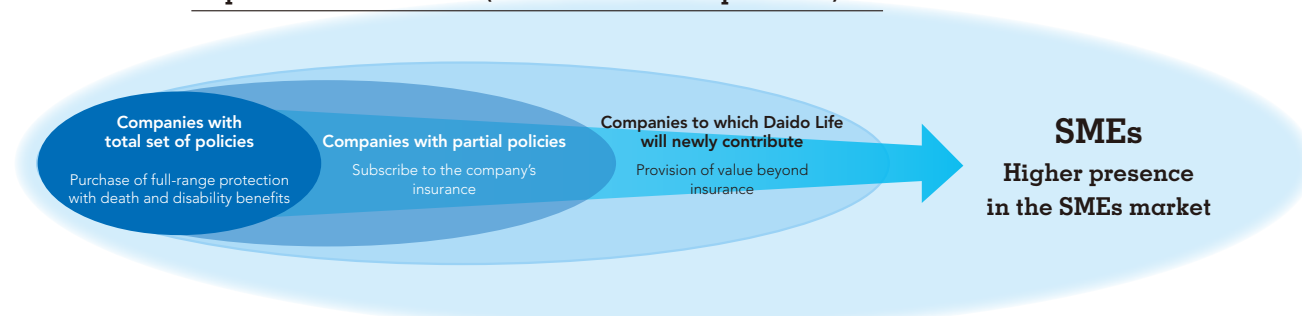 Companies with
total set of policies
Purchase of full-range protection
with death and disability benefits
Companies with partial policies
Subscribe to the company's
insurance
Companies to which Daido Life
will newly contribute
Provision of value beyond
insurance
SMEs
Higher presence
in the SMEs market